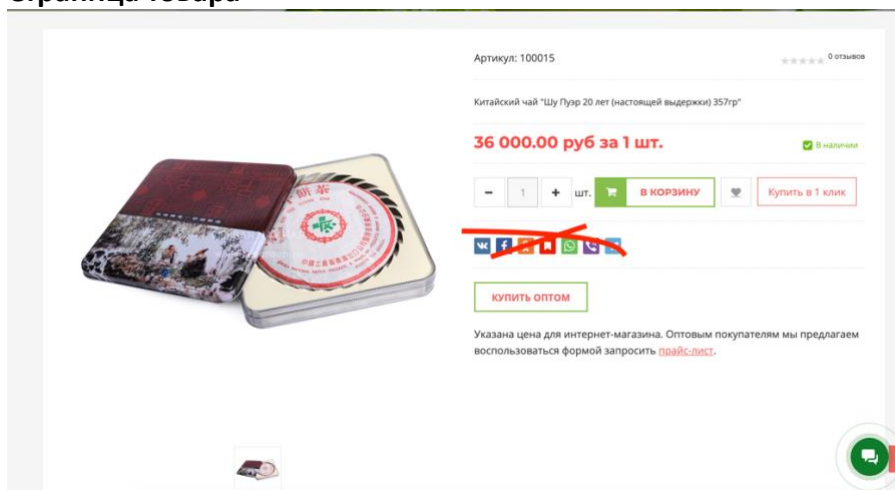 Страница товара
Артикул: 100015
0 отзывов
Китайский чай "Шу Пуэр 20 лет (настоящей выдержки) 357гр"
36 000.00 руб за 1 шт.
В наличии
- 1 + шт. В КОРЗИНУ Купить в 1 клик
КУПИТЬ ОПТОМ
Указана цена для интернет-магазина. Оптовым покупателям мы предлагаем
воспользоваться формой запросить прайс-лист.